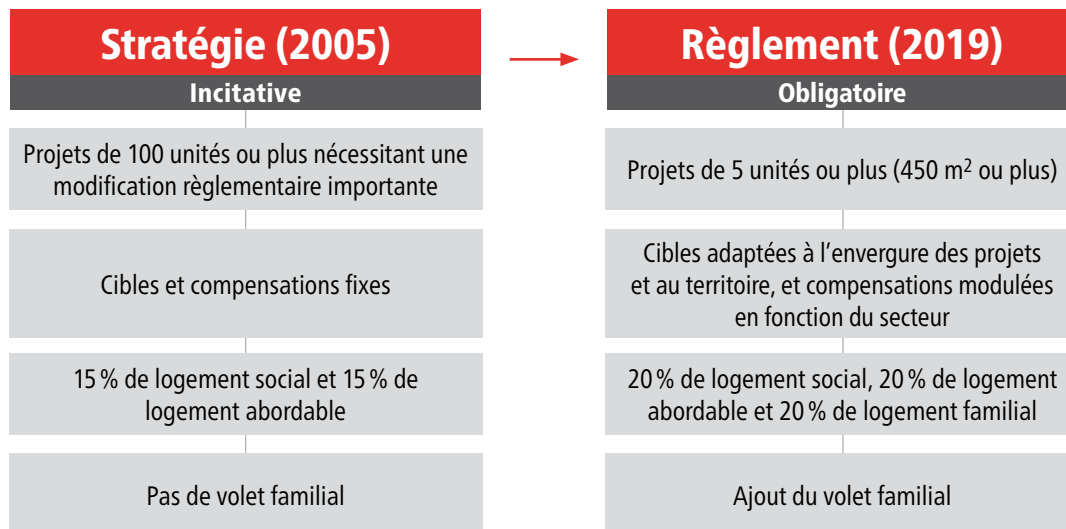 Stratégie (2005)
Incitative
Projets de 100 unités ou plus nécessitant une
modification règlementaire importante
Cibles et compensations fixes
15 % de logement social et 15 % de
logement abordable
Pas de volet familial
Règlement (2019)
Obligatoire
Projets de 5 unités ou plus (450 m² ou plus)
Cibles adaptées à l’envergure des projets
et au territoire, et compensations modulées
en fonction du secteur
20 % de logement social, 20 % de logement
abordable et 20 % de logement familial
Ajout du volet familial